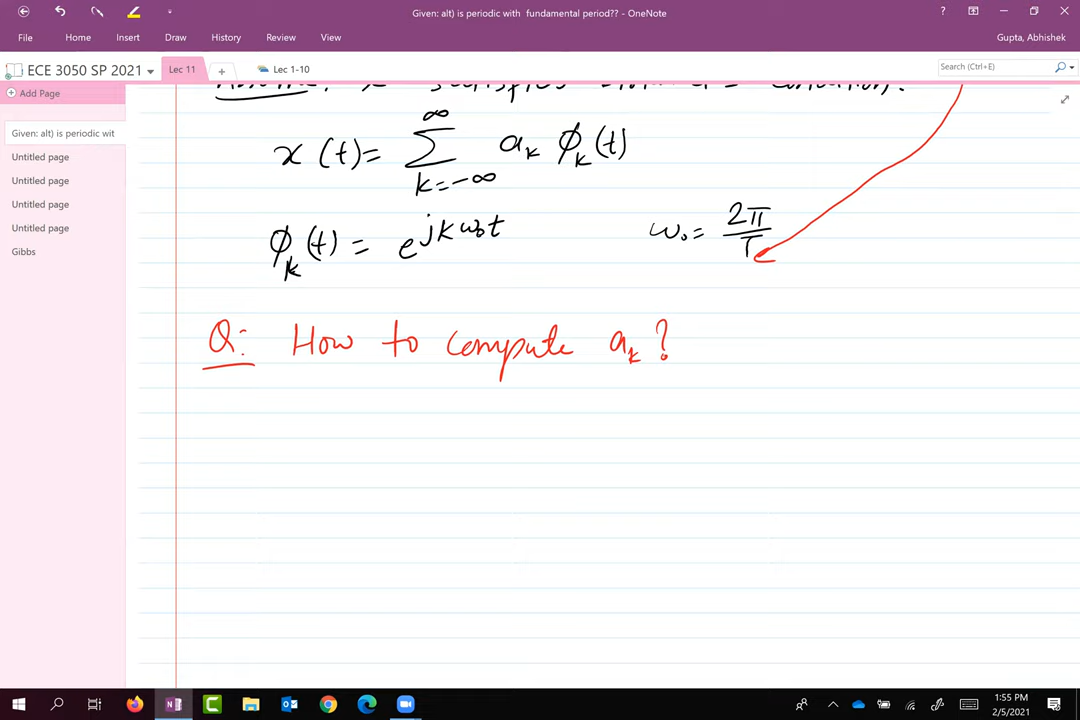 Given: alt) is periodic with fundamental period?? - OneNote
Gupta, Abhishek
File Home Insert Draw History Review View
ECE 3050 SP 2021
Lec 11
Lec 1-10
Search (Ctrl+E)
Add Page
Given: alt) is periodic wit
Untitled page
Untitled page
Untitled page
Untitled page
Gibbs
x(t) = ∑_{k=-∞}^{∞} a_k ϕ_k(t)
ϕ_k(t) = e^{jkω₀t} ω₀ = 2π/T
Q: How to compute a_k?
1:55 PM
2/5/2021